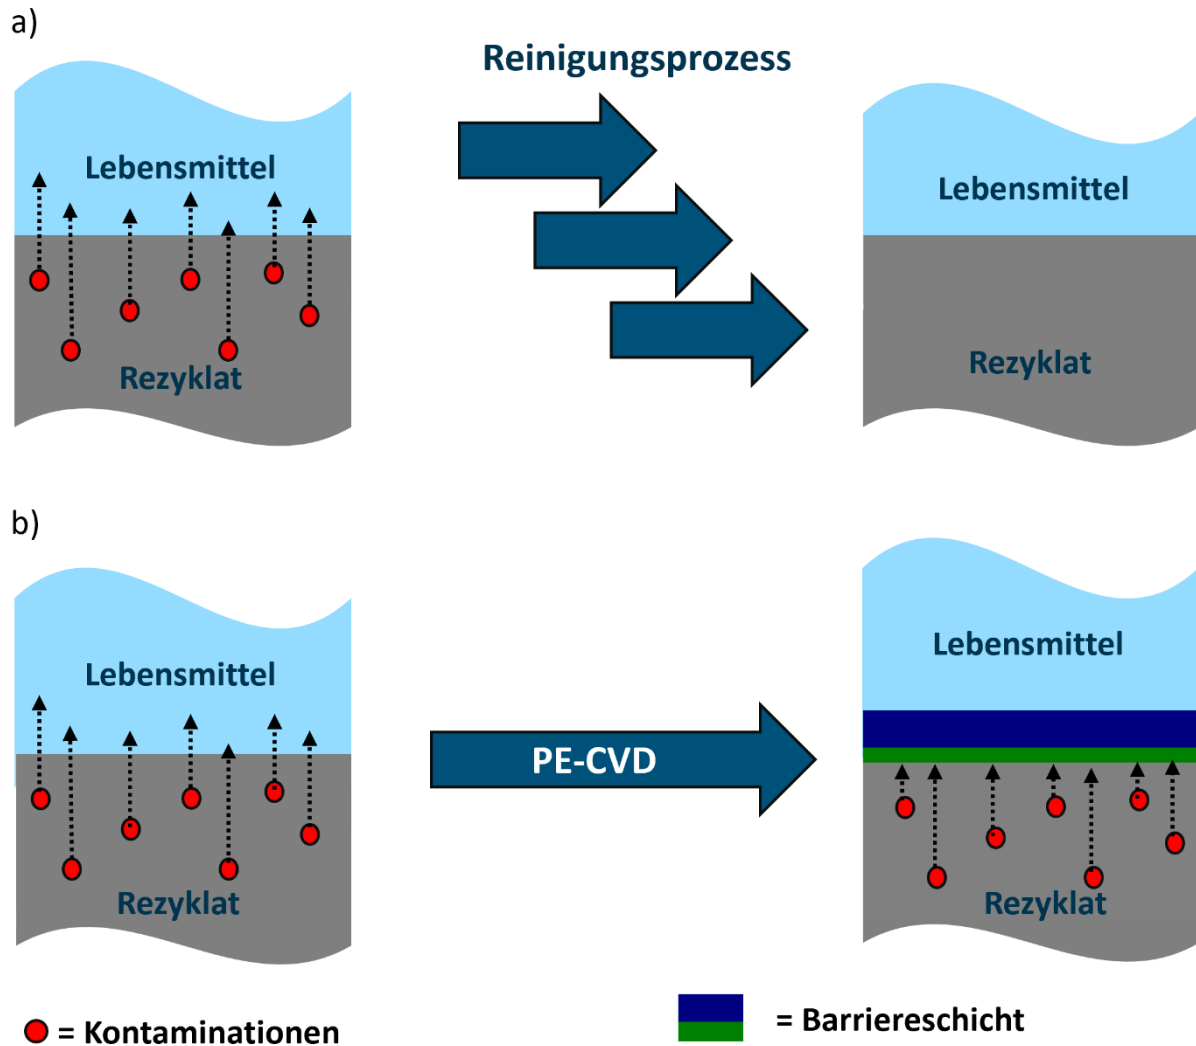 a)
Reinigungsprozess
Lebensmittel
Lebensmittel
Rezyklat
Rezyklat
b)
Lebensmittel
Lebensmittel
PE-CVD
Rezyklat
Rezyklat
= Kontaminationen
= Barriereschicht